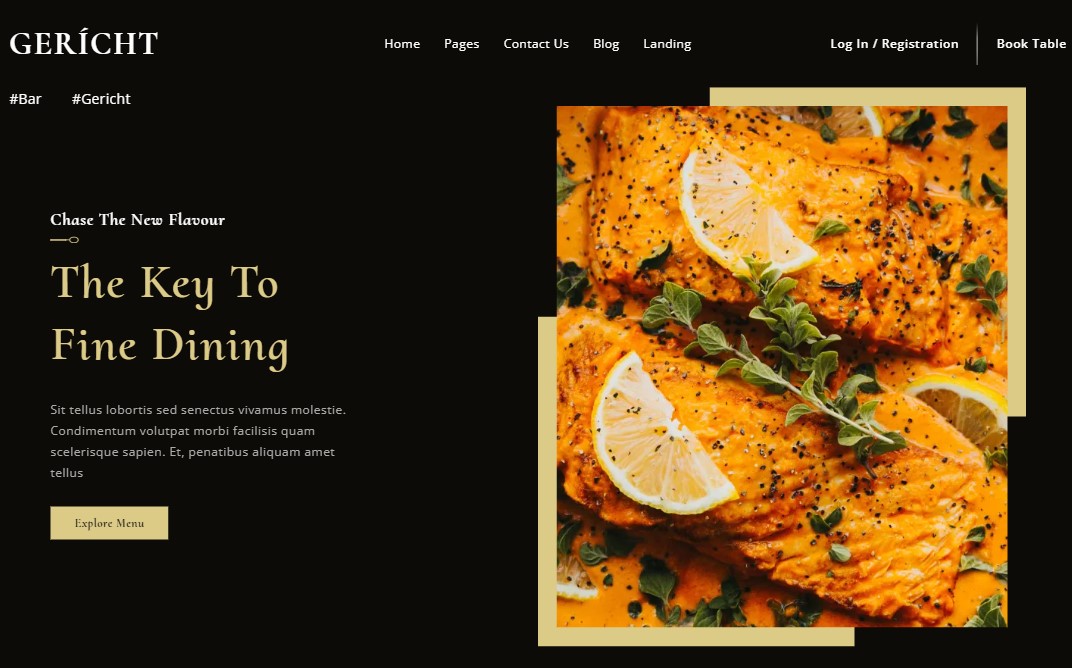 GERÍCHT
Home Pages Contact Us Blog Landing
Log In / Registration Book Table
#Bar #Gericht
Chase The New Flavour
The Key To
Fine Dining
Sit tellus lobortis sed senectus vivamus molestie.
Condimentum volutpat morbi facilisis quam
scelerisque sapien. Et, penatibus aliquam amet
tellus
Explore Menu